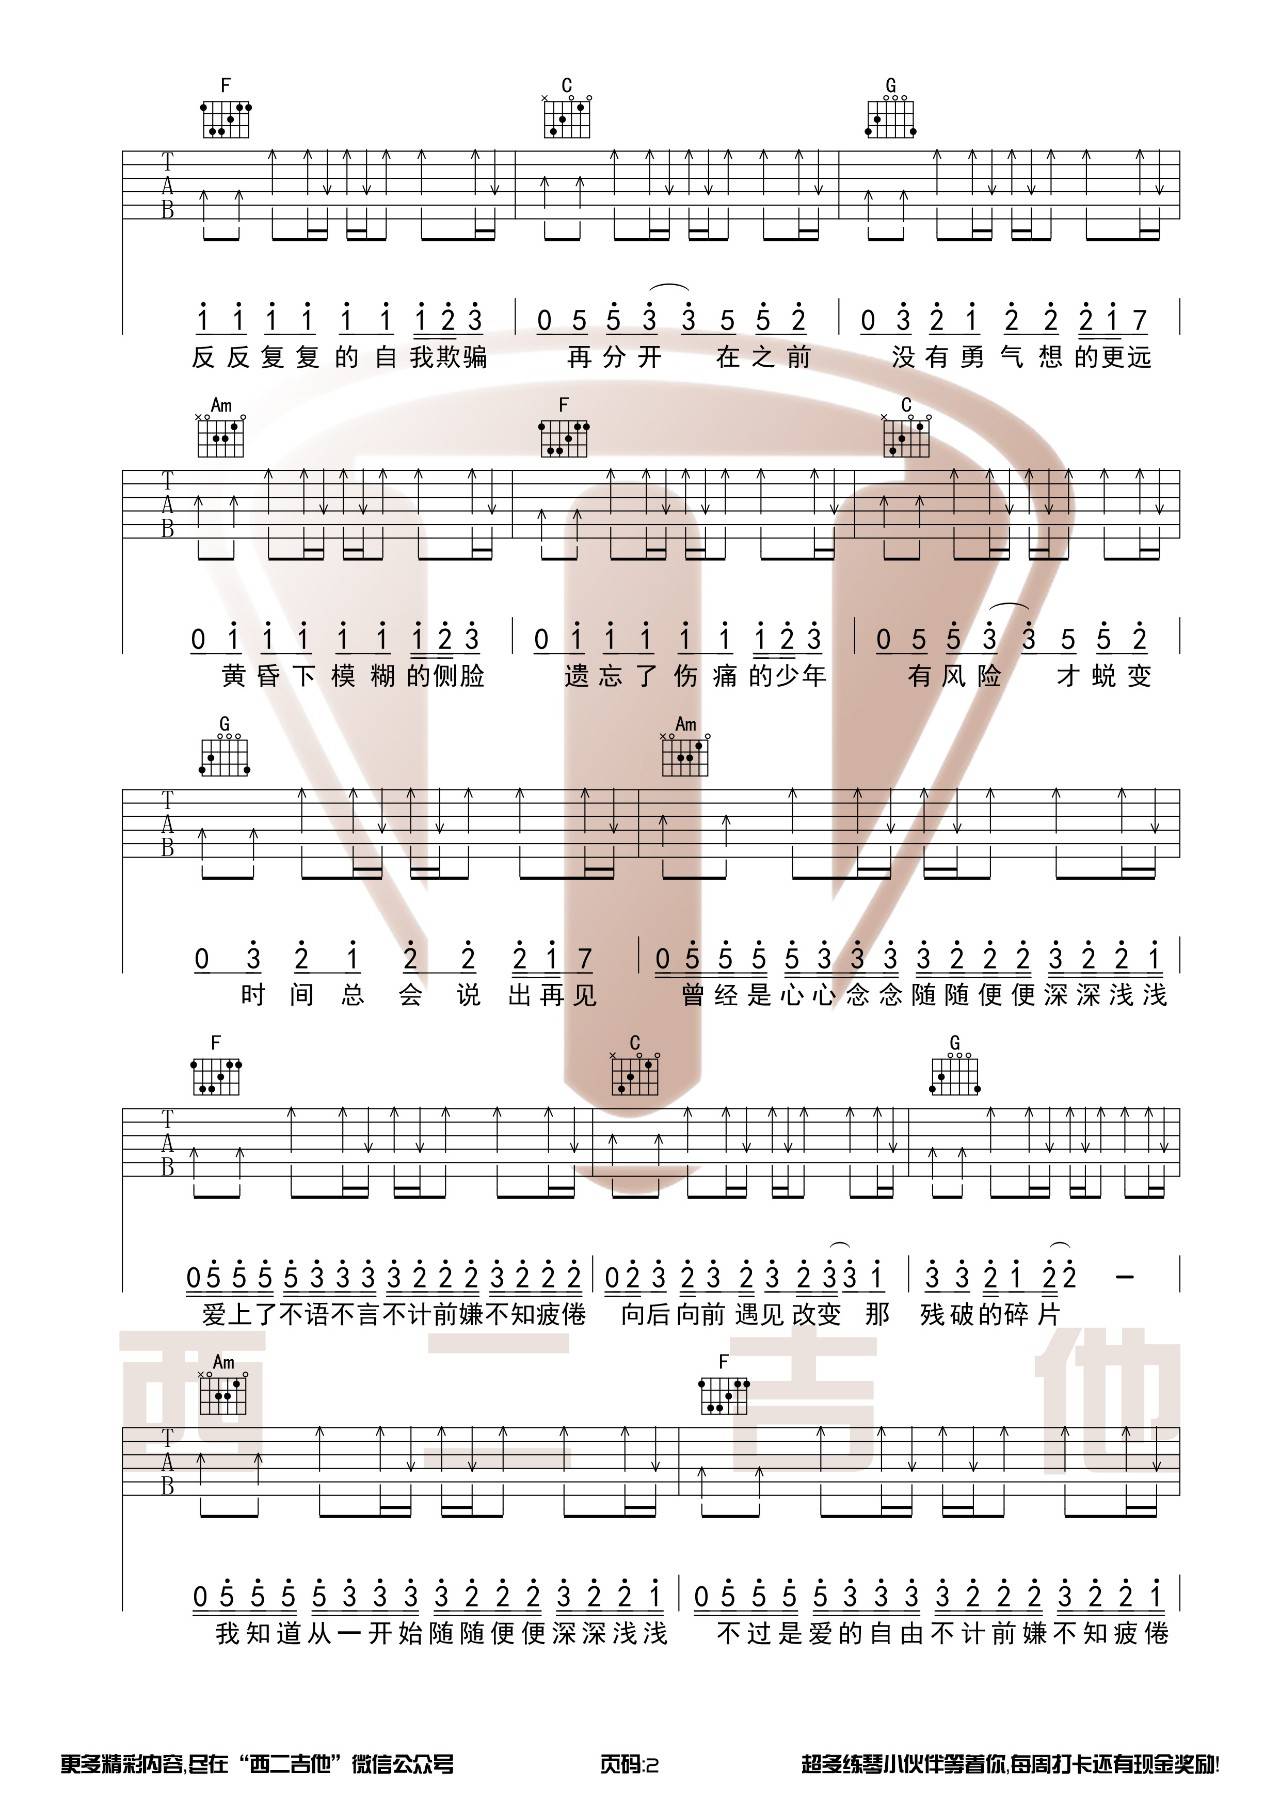 F C G
T
A
B
1 1 1 1 1 1 1 2 3 0 5 5 3 3 5 5 2 0 3 2 1 2 2 2 1 7
反反复复的自我欺骗 再分开 在之前 没有勇气想的更远
Am F C
T
A
B
0 1 1 1 1 1 1 2 3 0 1 1 1 1 1 1 2 3 0 5 5 3 3 5 5 2
黄昏下模糊的侧脸 遗忘了伤痛的少年 有风险 才蜕变
G Am
T
A
B
0 3 2 1 2 2 2 1 7 0 5 5 5 5 3 3 3 3 2 2 2 3 2 2 1
时间总会说出再见 曾经是心心念念随随便便深深浅浅
F C G
T
A
B
0 5 5 5 5 3 3 3 3 2 2 2 3 2 2 2 0 2 3 2 3 2 3 2 3 3 1 3 3 2 1 2 2 –
爱上了不语不言不计前嫌不知疲倦 向后向前遇见改变 那 残破的碎片
西二吉他
Am F
T
A
B
0 5 5 5 5 3 3 3 3 2 2 2 3 2 2 1 0 5 5 5 5 3 3 3 3 2 2 2 3 2 2 1
我知道从一开始随随便便深深浅浅 不过是爱的自由不计前嫌不知疲倦
更多精彩内容,尽在“西二吉他”微信公众号 页码:2 超多练琴小伙伴等着你,每周打卡还有现金奖励!